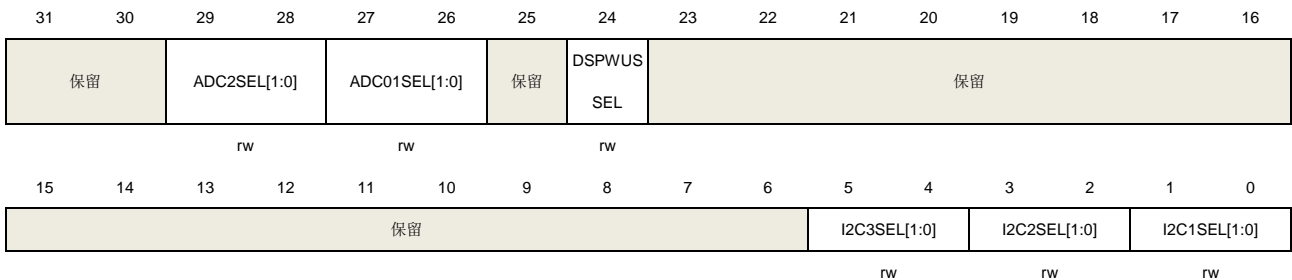 31 30 29 28 27 26 25 24 23 22 21 20 19 18 17 16
保留 ADC2SEL[1:0] ADC01SEL[1:0] 保留 DSPWUS SEL 保留
rw rw rw
15 14 13 12 11 10 9 8 7 6 5 4 3 2 1 0
保留 I2C3SEL[1:0] I2C2SEL[1:0] I2C1SEL[1:0]
rw rw rw